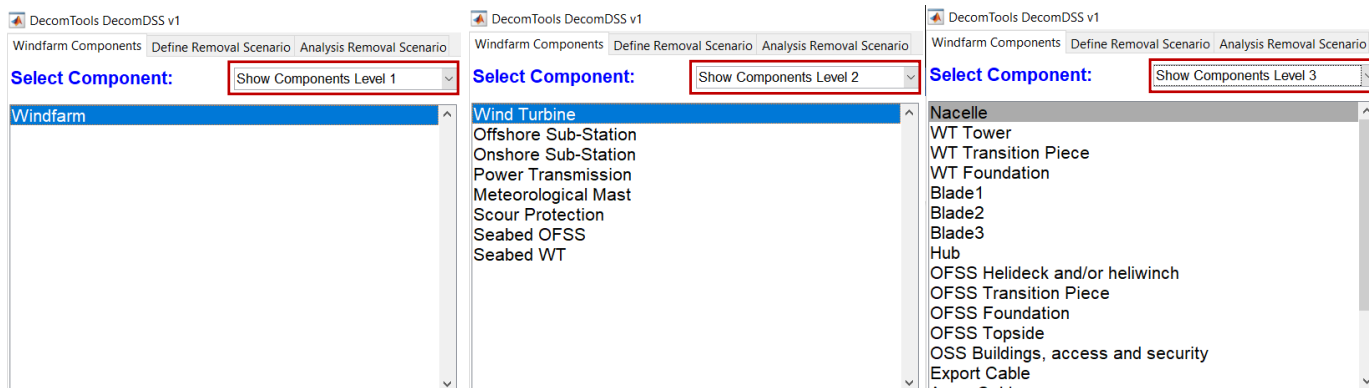 DecomTools DecomDSS v1
Windfarm Components Define Removal Scenario Analysis Removal Scenario
Select Component: Show Components Level 1
Windfarm
DecomTools DecomDSS v1
Windfarm Components Define Removal Scenario Analysis Removal Scenario
Select Component: Show Components Level 2
Wind Turbine
Offshore Sub-Station
Onshore Sub-Station
Power Transmission
Meteorological Mast
Scour Protection
Seabed OFSS
Seabed WT
DecomTools DecomDSS v1
Windfarm Components Define Removal Scenario Analysis Removal Scenario
Select Component: Show Components Level 3
Nacelle
WT Tower
WT Transition Piece
WT Foundation
Blade1
Blade2
Blade3
Hub
OFSS Helideck and/or heliwinch
OFSS Transition Piece
OFSS Foundation
OFSS Topside
OSS Buildings, access and security
Export Cable